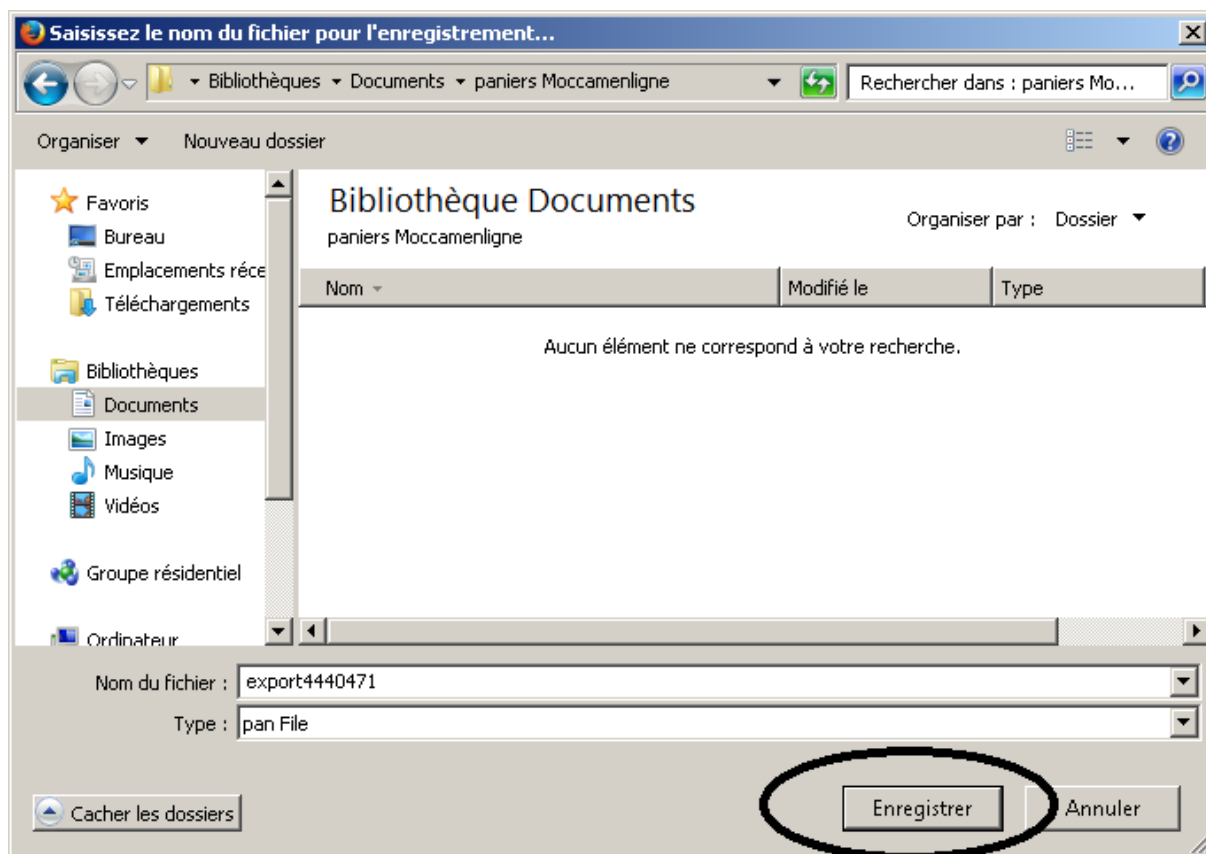 Saisissez le nom du fichier pour l'enregistrement...
Bibliothèques Documents paniers Moccamenligne
Rechercher dans : paniers Mo...
Organiser Nouveau dossier
Favoris
Bureau
Emplacements réce
Téléchargements
Bibliothèques
Documents
Images
Musique
Vidéos
Groupe résidentiel
Ordinateur
Bibliothèque Documents
paniers Moccamenligne
Organiser par : Dossier
Nom Modifié le Type
Aucun élément ne correspond à votre recherche.
Nom du fichier : export4440471
Type : pan File
Cacher les dossiers
Enregistrer
Annuler